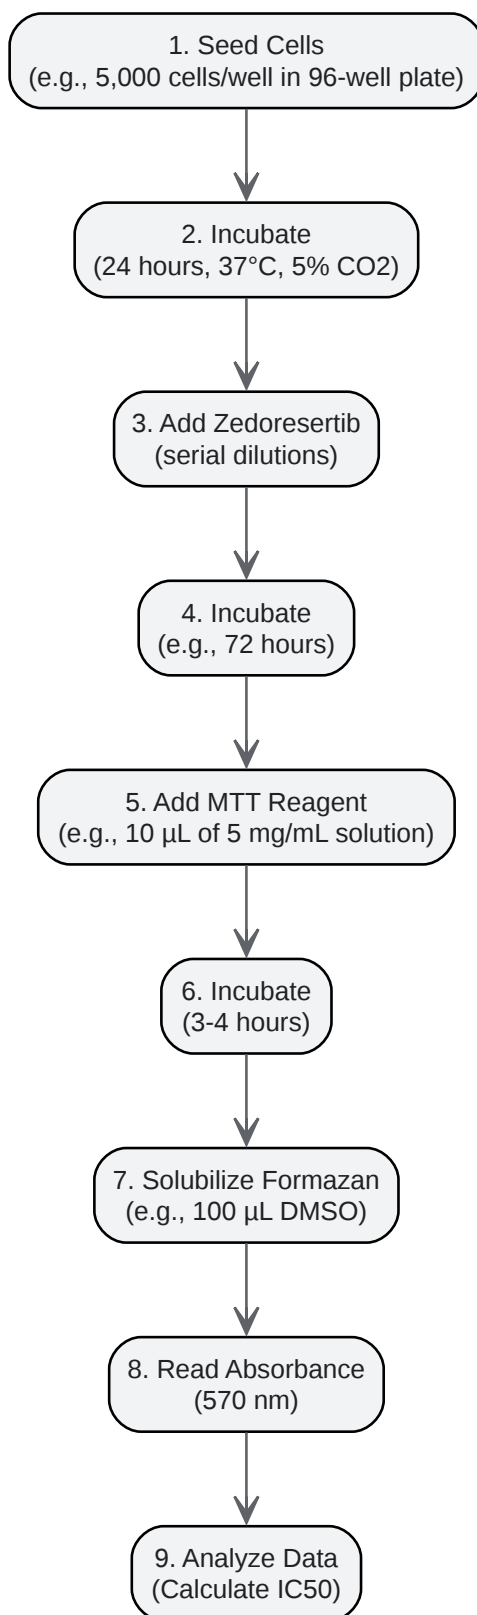 1. Seed Cells
(e.g., 5,000 cells/well in 96-well plate)
2. Incubate
(24 hours, 37°C, 5% CO2)
3. Add Zedoresertib
(serial dilutions)
4. Incubate
(e.g., 72 hours)
5. Add MTT Reagent
(e.g., 10 µL of 5 mg/mL solution)
6. Incubate
(3-4 hours)
7. Solubilize Formazan
(e.g., 100 µL DMSO)
8. Read Absorbance
(570 nm)
9. Analyze Data
(Calculate IC50)